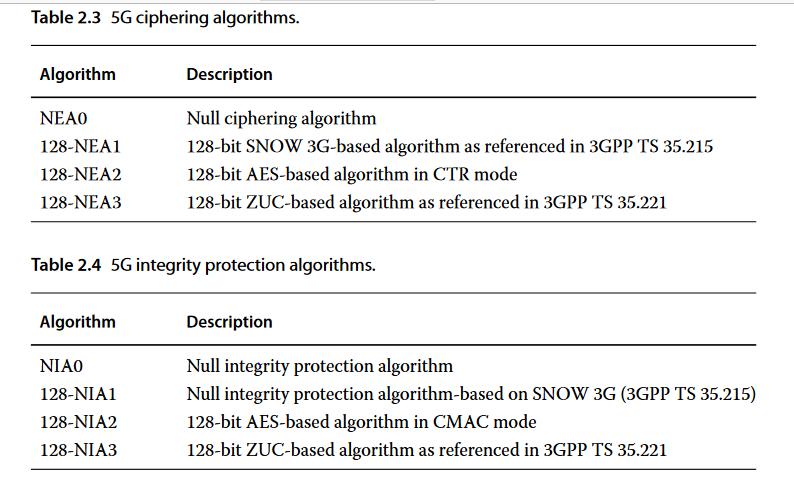 Table 2.3 5G ciphering algorithms.
Algorithm Description
NEA0 Null ciphering algorithm
128-NEA1 128-bit SNOW 3G-based algorithm as referenced in 3GPP TS 35.215
128-NEA2 128-bit AES-based algorithm in CTR mode
128-NEA3 128-bit ZUC-based algorithm as referenced in 3GPP TS 35.221
Table 2.4 5G integrity protection algorithms.
Algorithm Description
NIA0 Null integrity protection algorithm
128-NIA1 Null integrity protection algorithm-based on SNOW 3G (3GPP TS 35.215)
128-NIA2 128-bit AES-based algorithm in CMAC mode
128-NIA3 128-bit ZUC-based algorithm as referenced in 3GPP TS 35.221